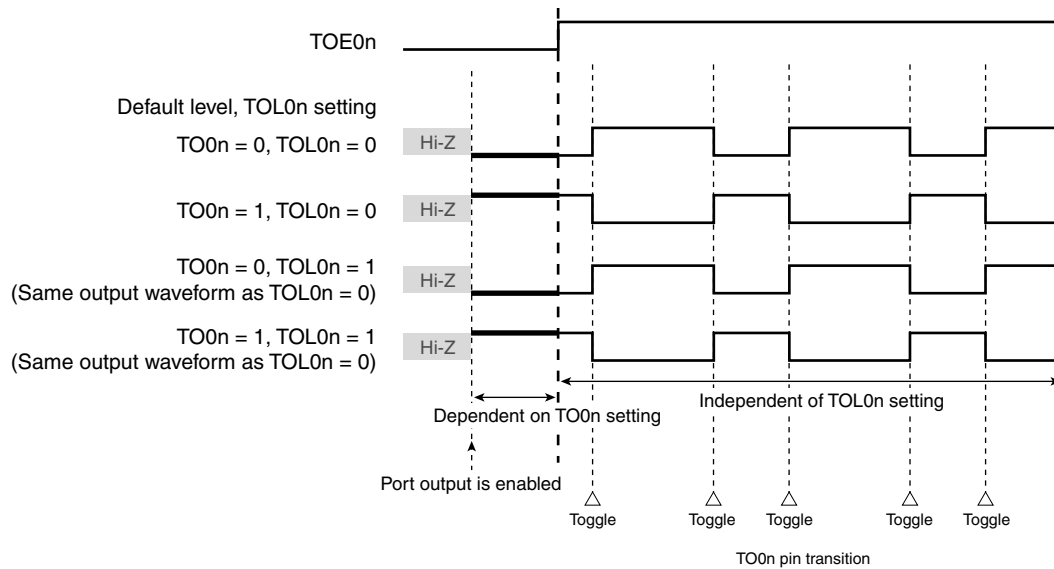 TOE0n
Default level, TOL0n setting
TO0n = 0, TOL0n = 0
Hi-Z
TO0n = 1, TOL0n = 0
Hi-Z
TO0n = 0, TOL0n = 1
(Same output waveform as TOL0n = 0)
Hi-Z
TO0n = 1, TOL0n = 1
(Same output waveform as TOL0n = 0)
Hi-Z
Independent of TOL0n setting
Dependent on TO0n setting
Port output is enabled
Toggle
Toggle
Toggle
Toggle
Toggle
TO0n pin transition